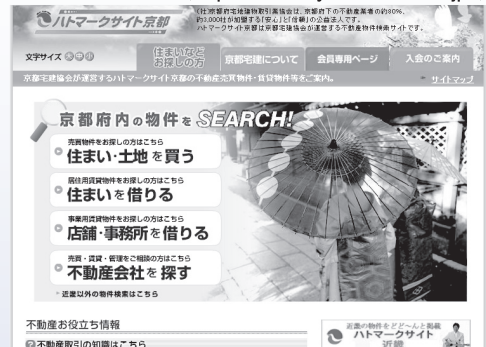 ハトマークサイト京都
(社)京都府宅地建物取引業協会は、京都府下の不動産業者の約80%、
約3,000社が加盟する「安心」と「信頼」の公益法人です。
ハトマークサイト京都は京都宅建協会が運営する不動産物件検索サイトです。
文字サイズ 大 中 小
住まいなど
お探しの方
京都宅建について
会員専用ページ
入会のご案内
京都宅建協会が運営するハトマークサイト京都の不動産売買物件・賃貸物件等をご案内。
サイトマップ
京都府内の物件をSEARCH!
売買物件をお探しの方はこちら
住まい・土地を買う
居住用賃貸物件をお探しの方はこちら
住まいを借りる
事業用賃貸物件をお探しの方はこちら
店舗・事務所を借りる
売買・賃貸・管理をご相談の方はこちら
不動産会社を探す
近畿以外の物件検索はこちら
不動産お役立ち情報
?不動産取引の知識はこちら
近畿の物件をど〜んと掲載
ハトマークサイト
近畿